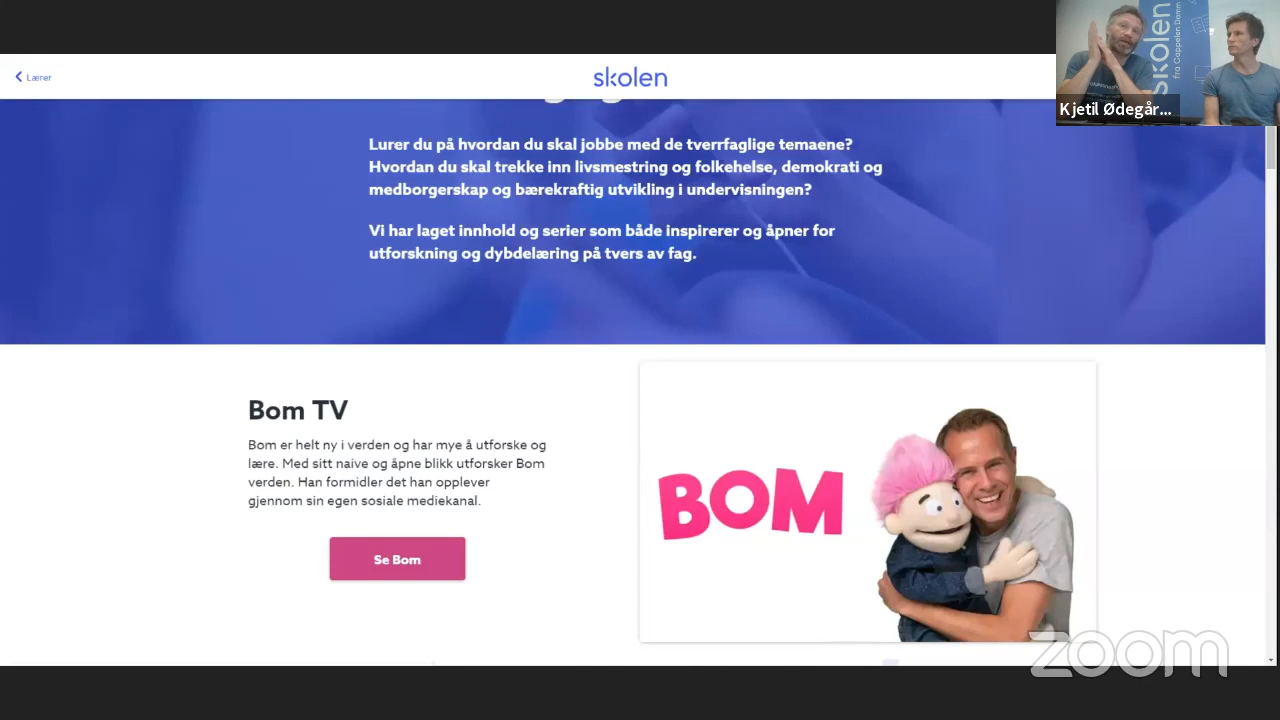 skolen
fra Cappelen Damm
Kjetil Ødegår...
Lærer
skolen
Lurer du på hvordan du skal jobbe med de tverrfaglige temaene?
Hvordan du skal trekke inn livsmestring og folkehelse, demokrati og
medborgerskap og bærekraftig utvikling i undervisningen?
Vi har laget innhold og serier som både inspirerer og åpner for
utforskning og dybdelæring på tvers av fag.
Bom TV
Bom er helt ny i verden og har mye å utforske og
lære. Med sitt naive og åpne blikk utforsker Bom
verden. Han formidler det han opplever
gjennom sin egen sosiale mediekanal.
Se Bom
BOM
zoom